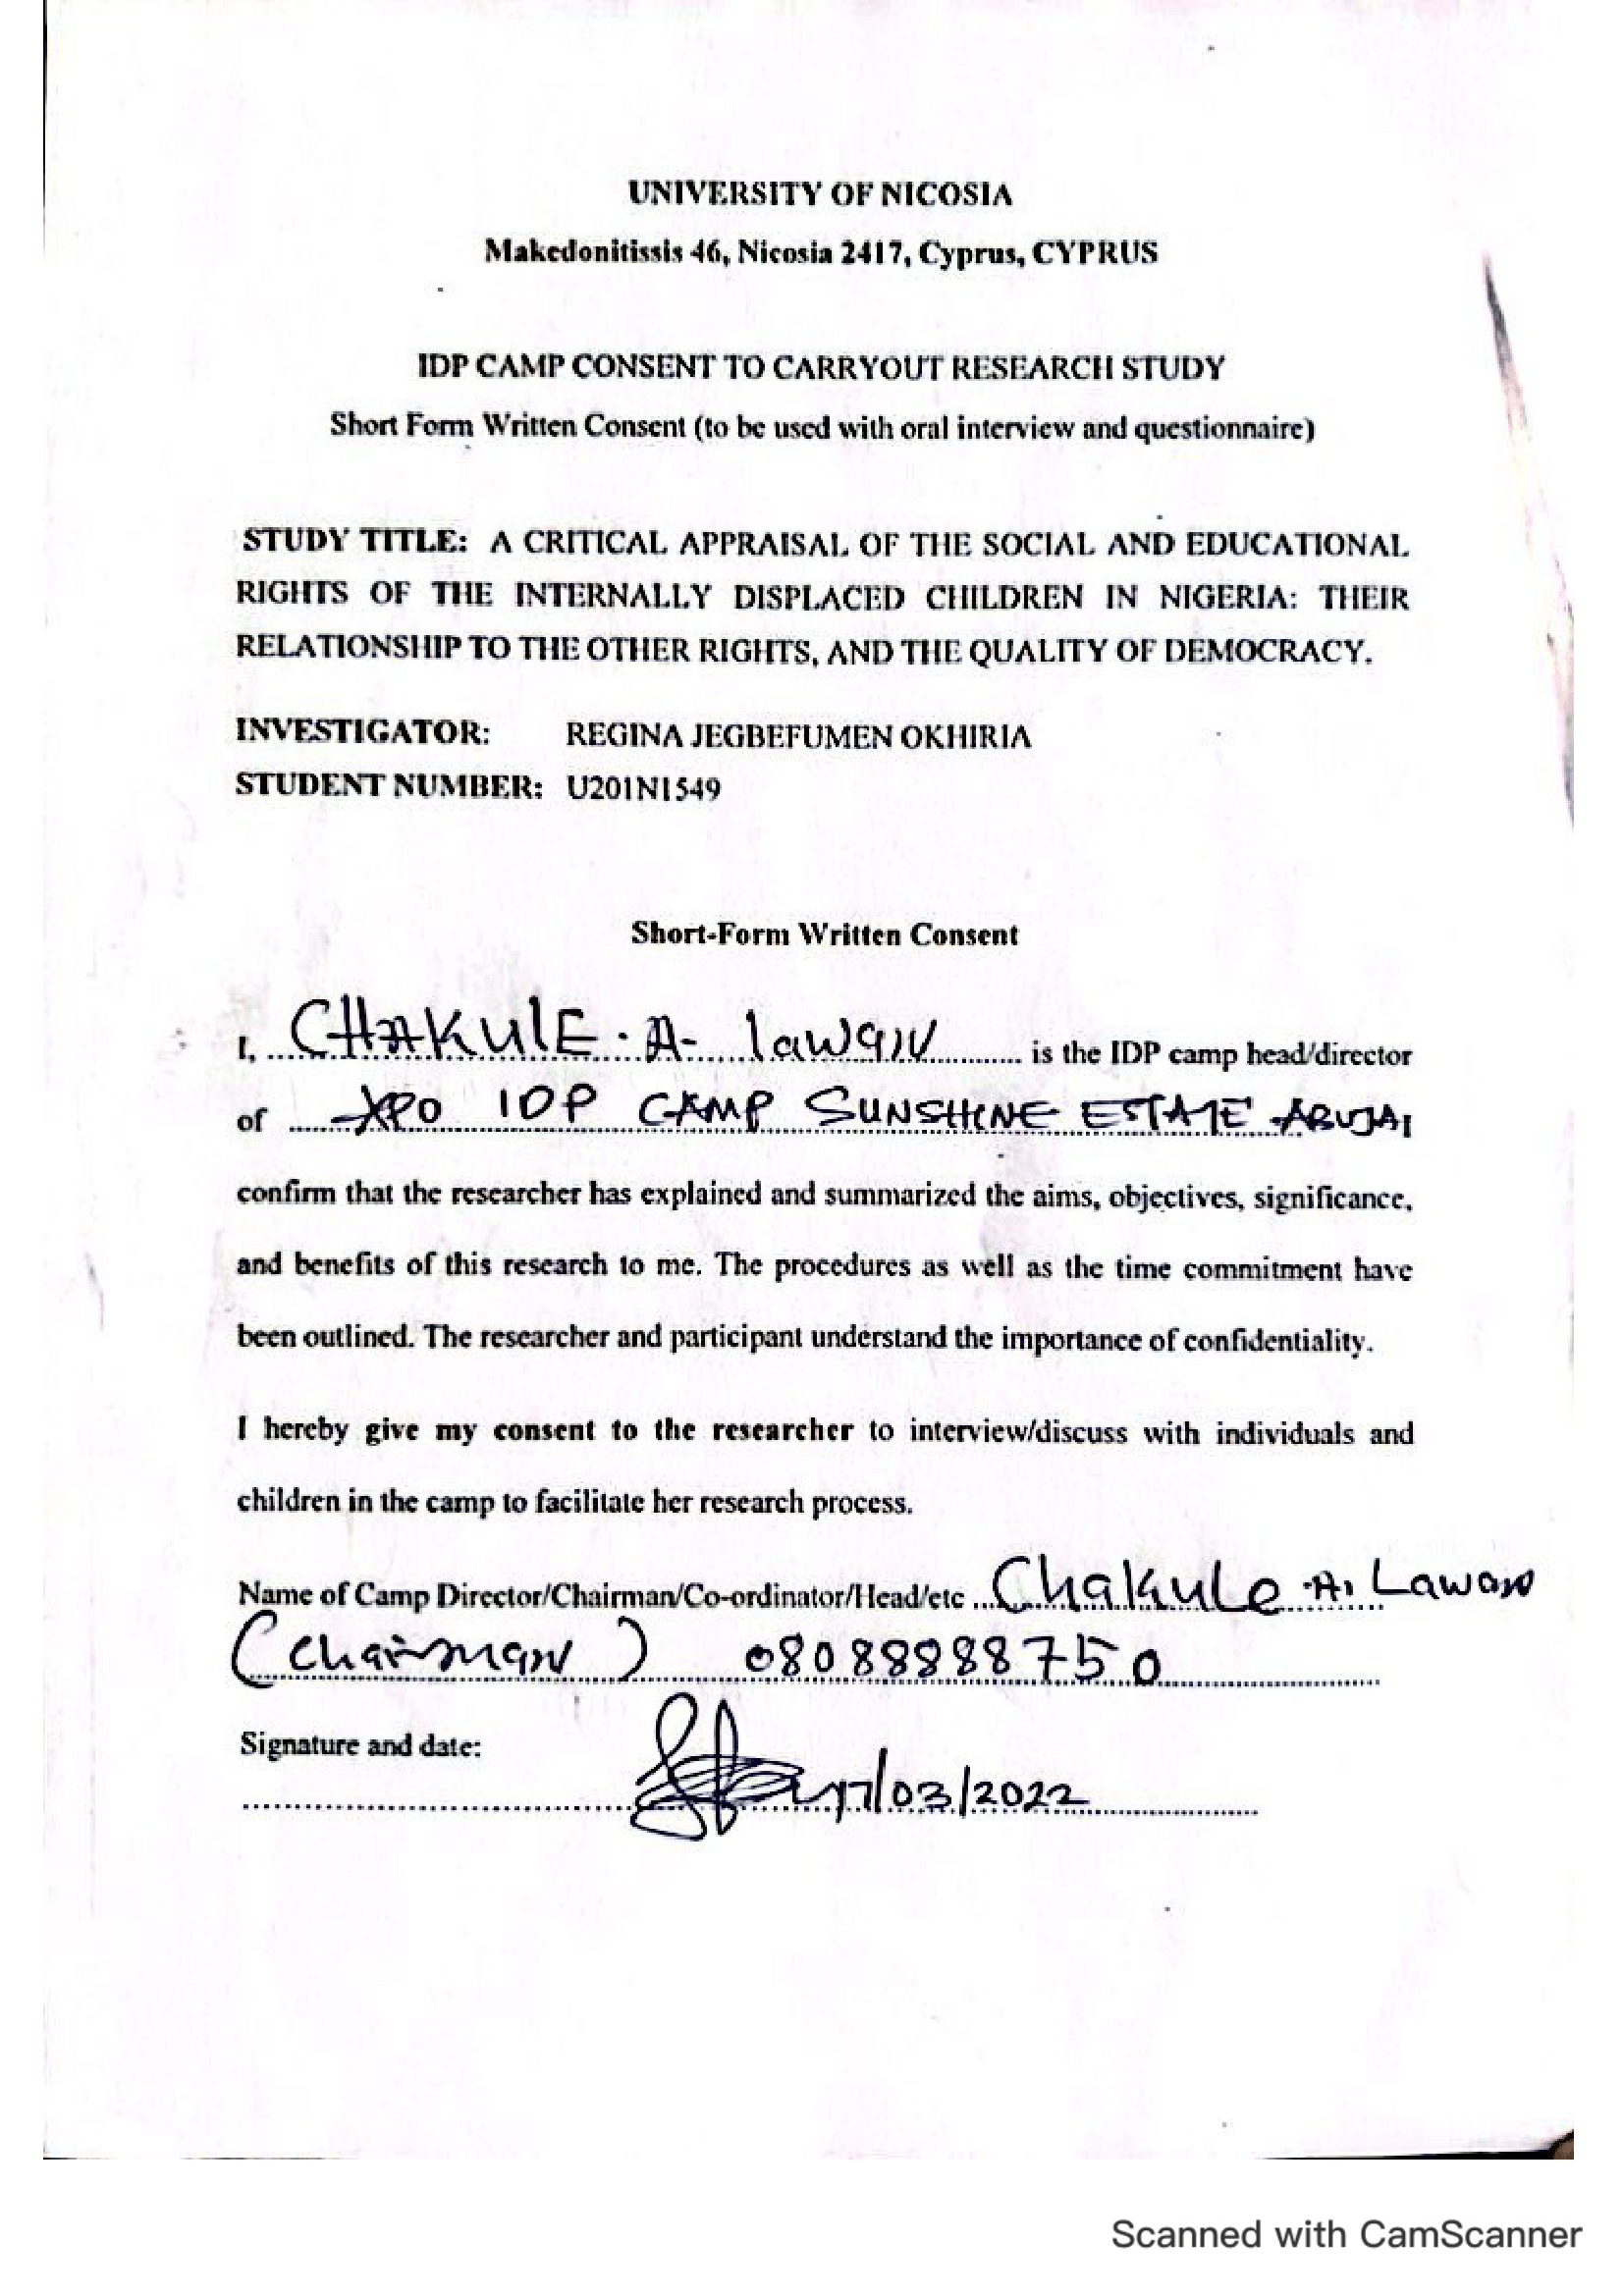 UNIVERSITY OF NICOSIA
Makedonitissis 46, Nicosia 2417, Cyprus, CYPRUS
IDP CAMP CONSENT TO CARRYOUT RESEARCH STUDY
Short Form Written Consent (to be used with oral interview and questionnaire)
STUDY TITLE: A CRITICAL APPRAISAL OF THE SOCIAL AND EDUCATIONAL
RIGHTS OF THE INTERNALLY DISPLACED CHILDREN IN NIGERIA: THEIR
RELATIONSHIP TO THE OTHER RIGHTS, AND THE QUALITY OF DEMOCRACY.
INVESTIGATOR: REGINA JEGBEFUMEN OKHIRIA
STUDENT NUMBER: U201N1549
Short-Form Written Consent
I, CHAKULE. A. lawan is the IDP camp head/director
of IDP CAMP SUNSHINE ESTATE ABUJA,
confirm that the researcher has explained and summarized the aims, objectives, significance,
and benefits of this research to me. The procedures as well as the time commitment have
been outlined. The researcher and participant understand the importance of confidentiality.
I hereby give my consent to the researcher to interview/discuss with individuals and
children in the camp to facilitate her research process.
Name of Camp Director/Chairman/Co-ordinator/Head/etc Chakule A. Lawan
(Chairman) 08088888750
Signature and date:
17/03/2022
Scanned with CamScanner